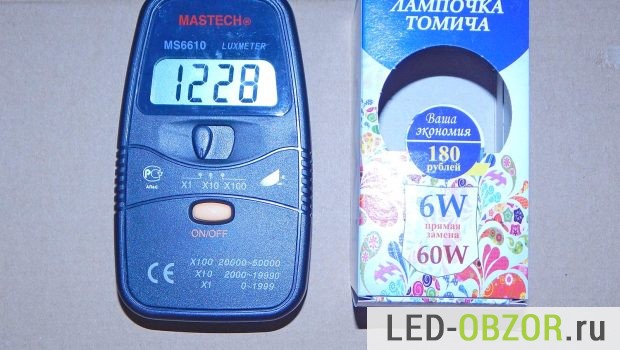 MASTECH®
MS6610 LUXMETER
1228
РС
X1 X10 X100
ON/OFF
X100 20000~50000
X10 2000~19990
X1 0~1999
CE
ЛАМПОЧКА
ТОМИЧА
Ваша
экономия
180
рублей
6W
прямая
замена
60W
LED-OBZOR.ru